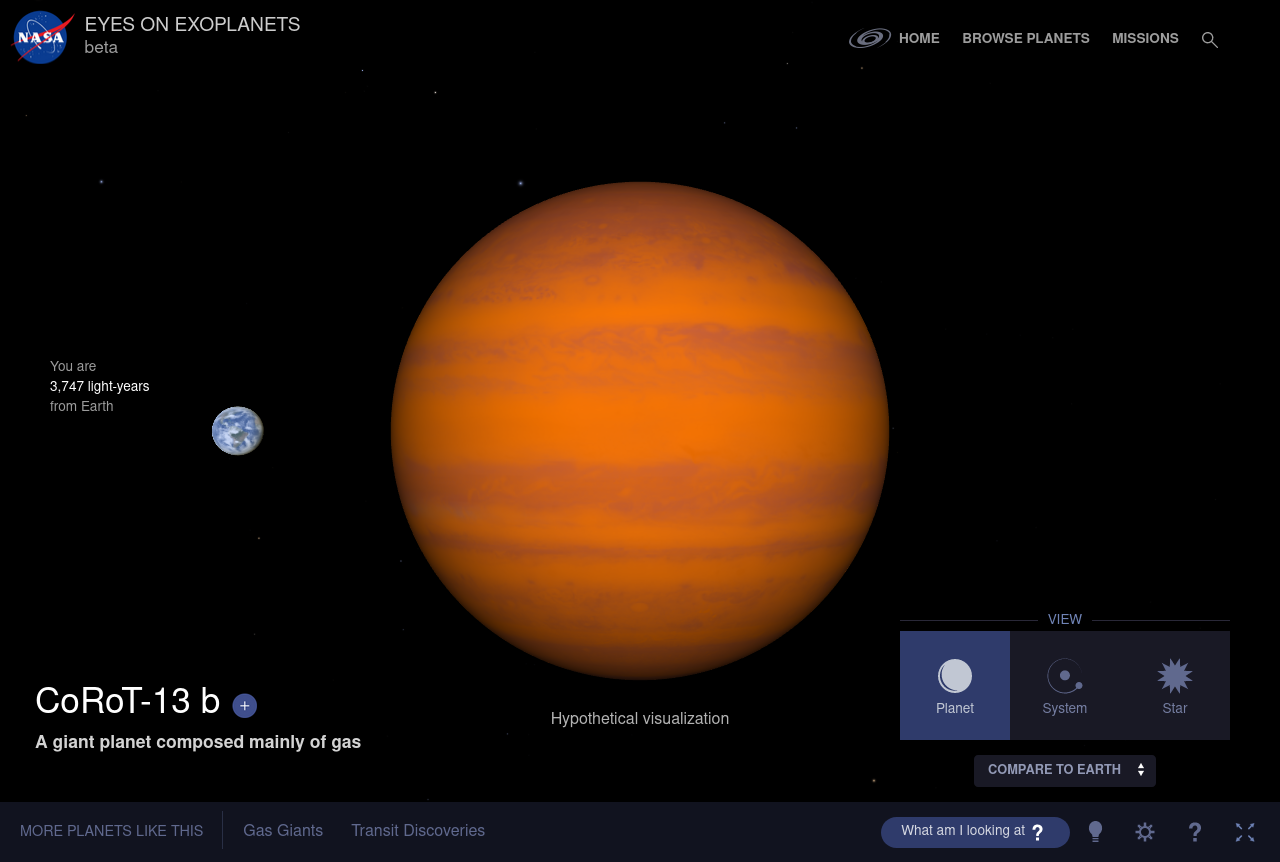 NASA
EYES ON EXOPLANETS
beta
HOME
BROWSE PLANETS
MISSIONS
You are
3,747 light-years
from Earth
VIEW
Planet
System
Star
CoRoT-13 b +
A giant planet composed mainly of gas
Hypothetical visualization
COMPARE TO EARTH
MORE PLANETS LIKE THIS
Gas Giants
Transit Discoveries
What am I looking at ?
?